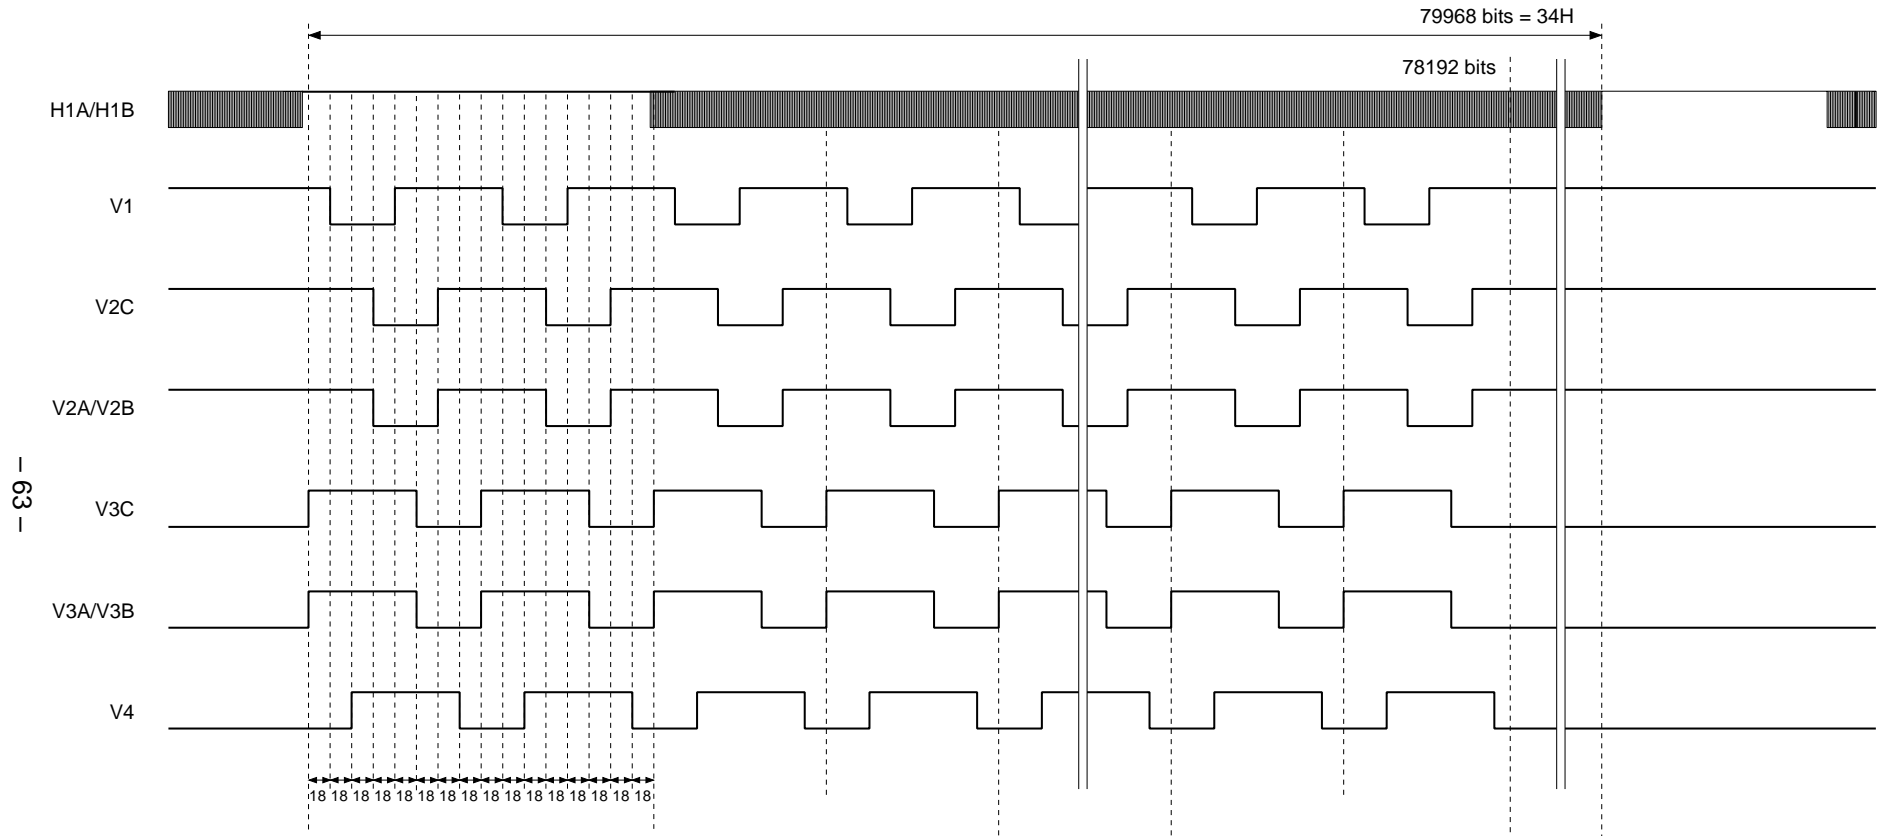 79968 bits = 34H
78192 bits
H1A/H1B
V1
V2C
V2A/V2B
V3C
V3A/V3B
V4
18 18 18 18 18 18 18 18 18 18 18 18 18 18 18 18
– 63 –